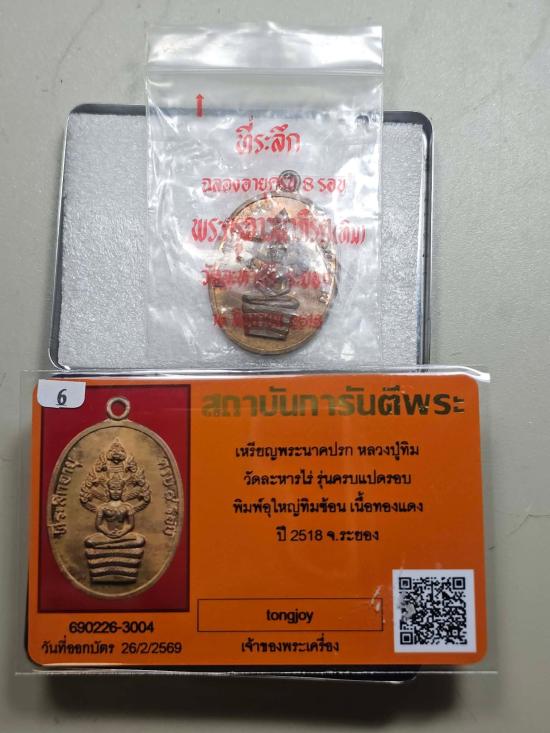 ที่ระลึก
ฉลองอายุครบ 8 รอบ
(ทิม)
6
สถาบันการันตีพระ
เหรียญพระนาคปรก หลวงปู่ทิม
วัดละหารไร่ รุ่นครบแปดรอบ
พิมพ์อุใหญ่ทิมซ้อน เนื้อทองแดง
ปี 2518 จ.ระยอง
690226-3004
วันที่ออกบัตร 26/2/2569
tongjoy
เจ้าของพระเครื่อง